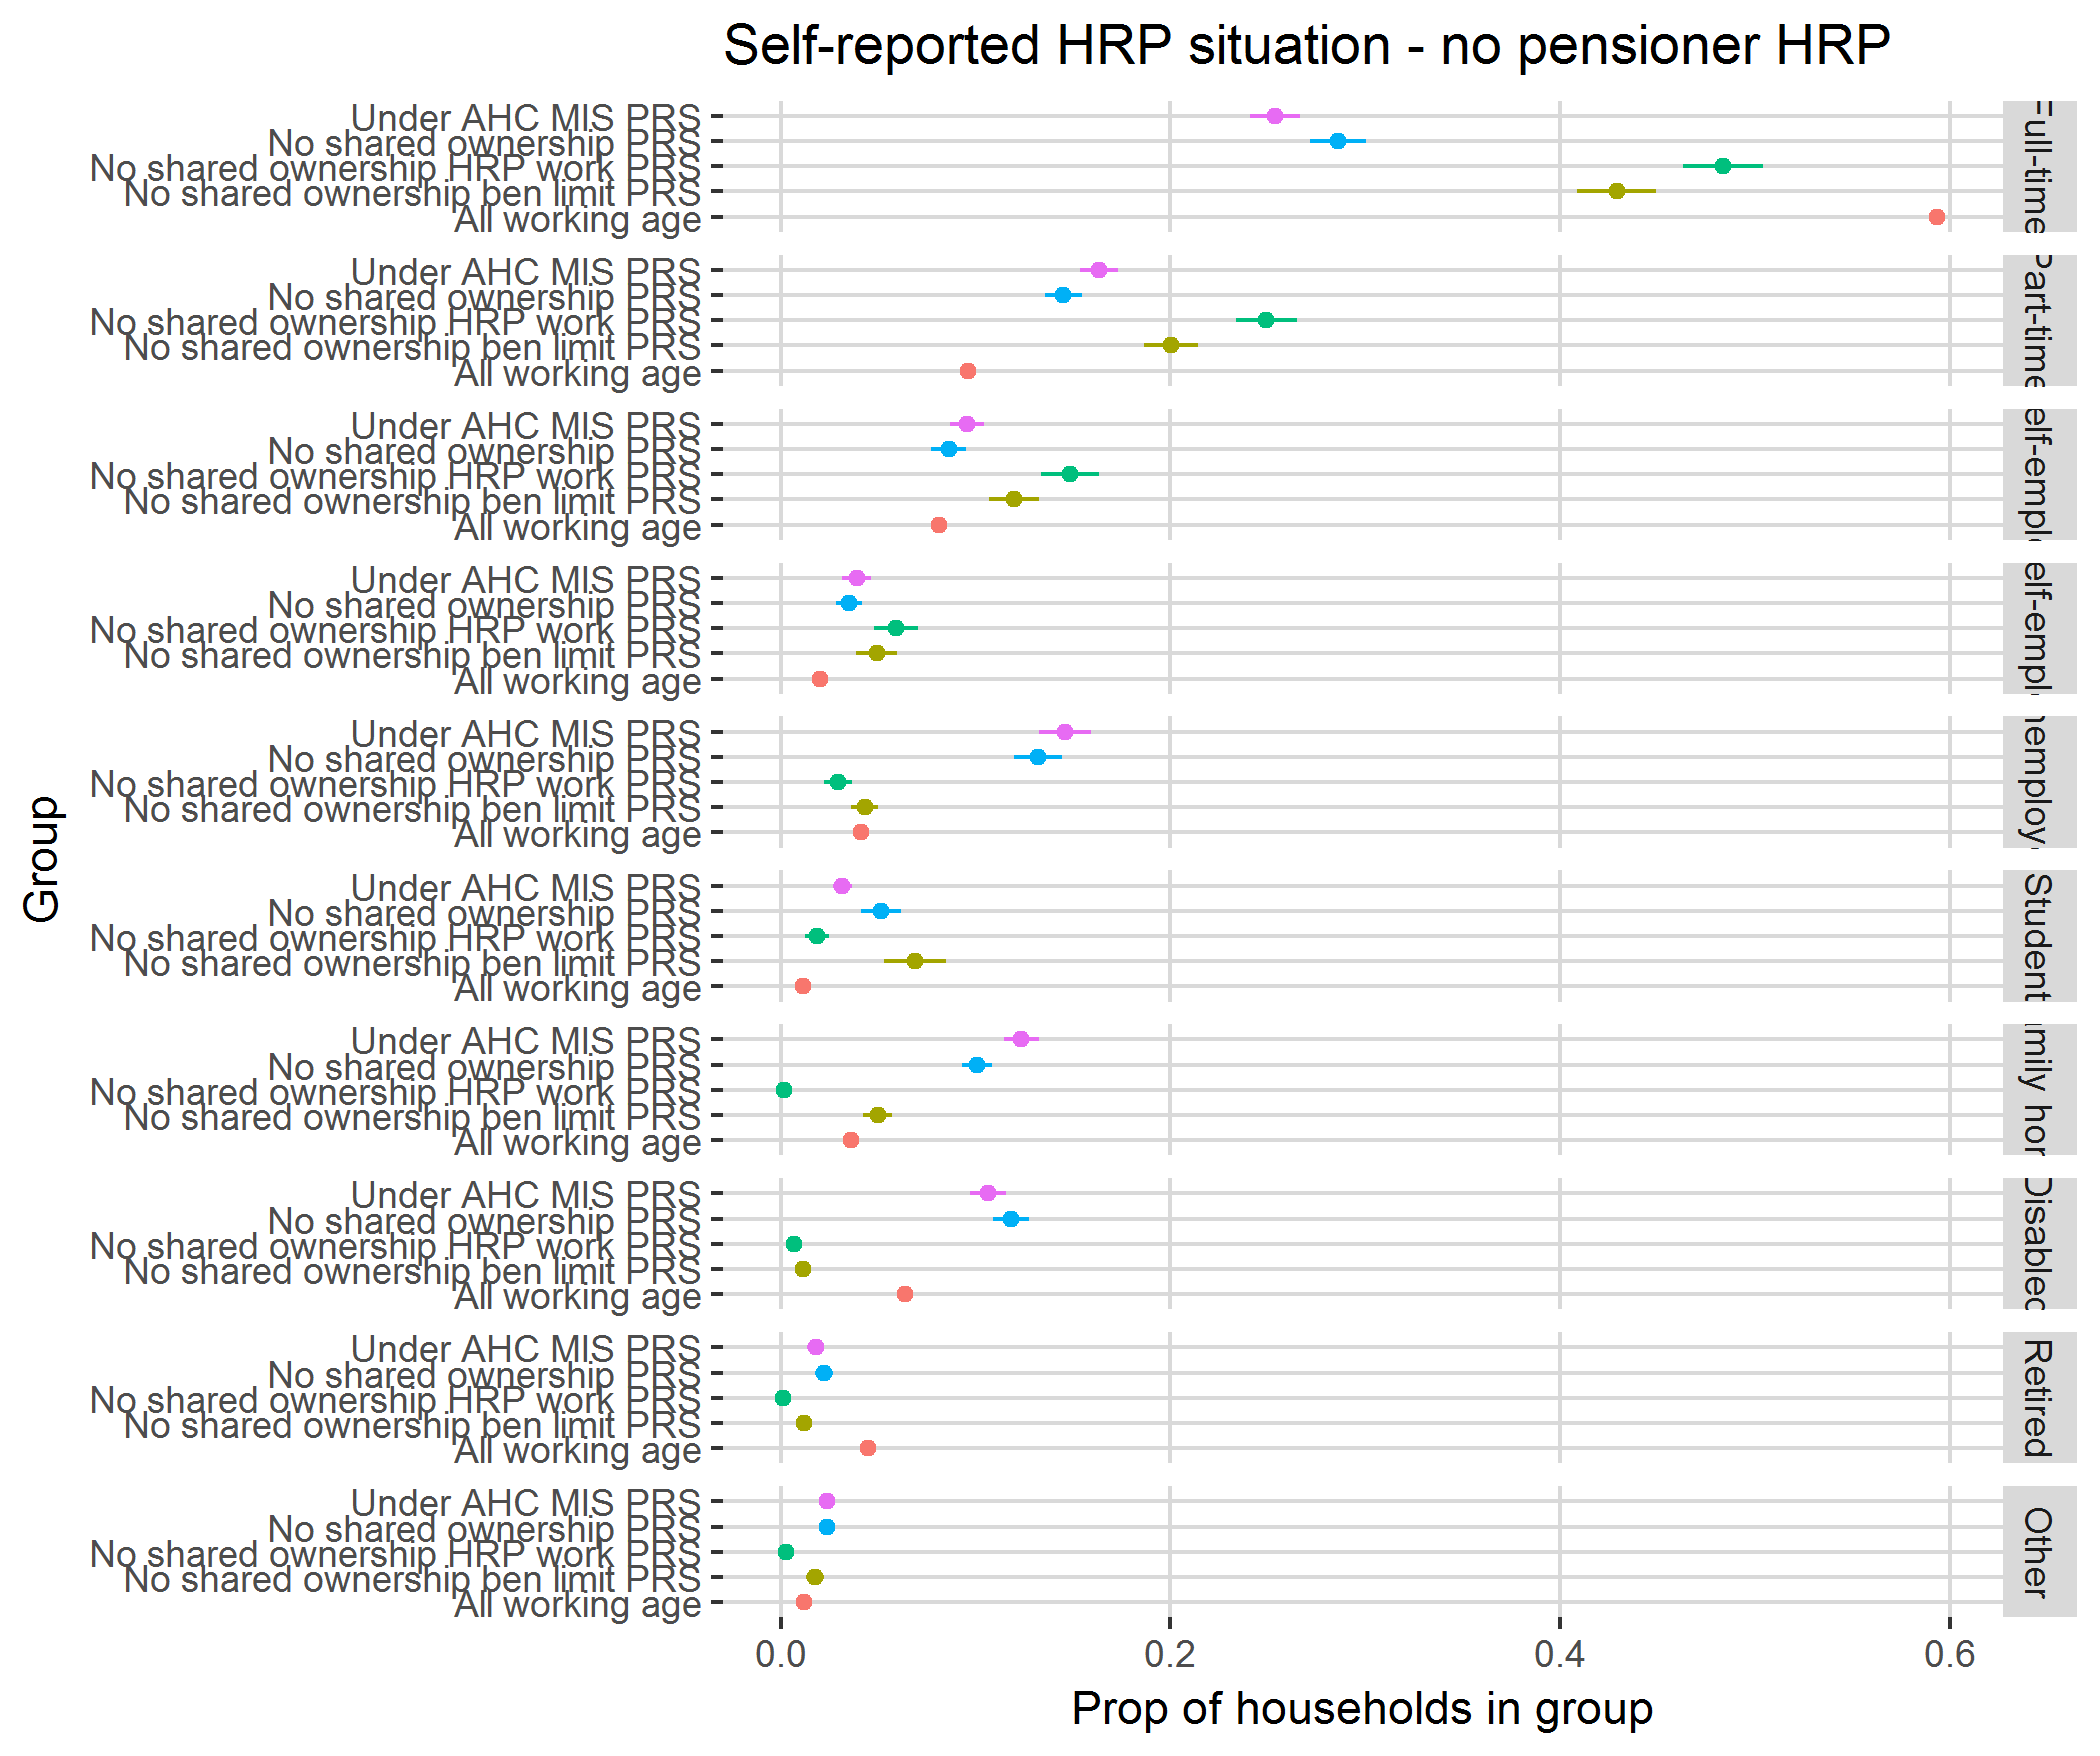 Self-reported HRP situation - no pensioner HRP
Group
Under AHC MIS PRS
No shared ownership PRS
No shared ownership HRP work PRS
No shared ownership ben limit PRS
All working age
Full-time
Under AHC MIS PRS
No shared ownership PRS
No shared ownership HRP work PRS
No shared ownership ben limit PRS
All working age
Part-time
Under AHC MIS PRS
No shared ownership PRS
No shared ownership HRP work PRS
No shared ownership ben limit PRS
All working age
elf-empl
Under AHC MIS PRS
No shared ownership PRS
No shared ownership HRP work PRS
No shared ownership ben limit PRS
All working age
elf-empl
Under AHC MIS PRS
No shared ownership PRS
No shared ownership HRP work PRS
No shared ownership ben limit PRS
All working age
nemploy
Under AHC MIS PRS
No shared ownership PRS
No shared ownership HRP work PRS
No shared ownership ben limit PRS
All working age
Student
Under AHC MIS PRS
No shared ownership PRS
No shared ownership HRP work PRS
No shared ownership ben limit PRS
All working age
mily hor
Under AHC MIS PRS
No shared ownership PRS
No shared ownership HRP work PRS
No shared ownership ben limit PRS
All working age
Disabled
Under AHC MIS PRS
No shared ownership PRS
No shared ownership HRP work PRS
No shared ownership ben limit PRS
All working age
Retired
Under AHC MIS PRS
No shared ownership PRS
No shared ownership HRP work PRS
No shared ownership ben limit PRS
All working age
Other
0.0 0.2 0.4 0.6
Prop of households in group